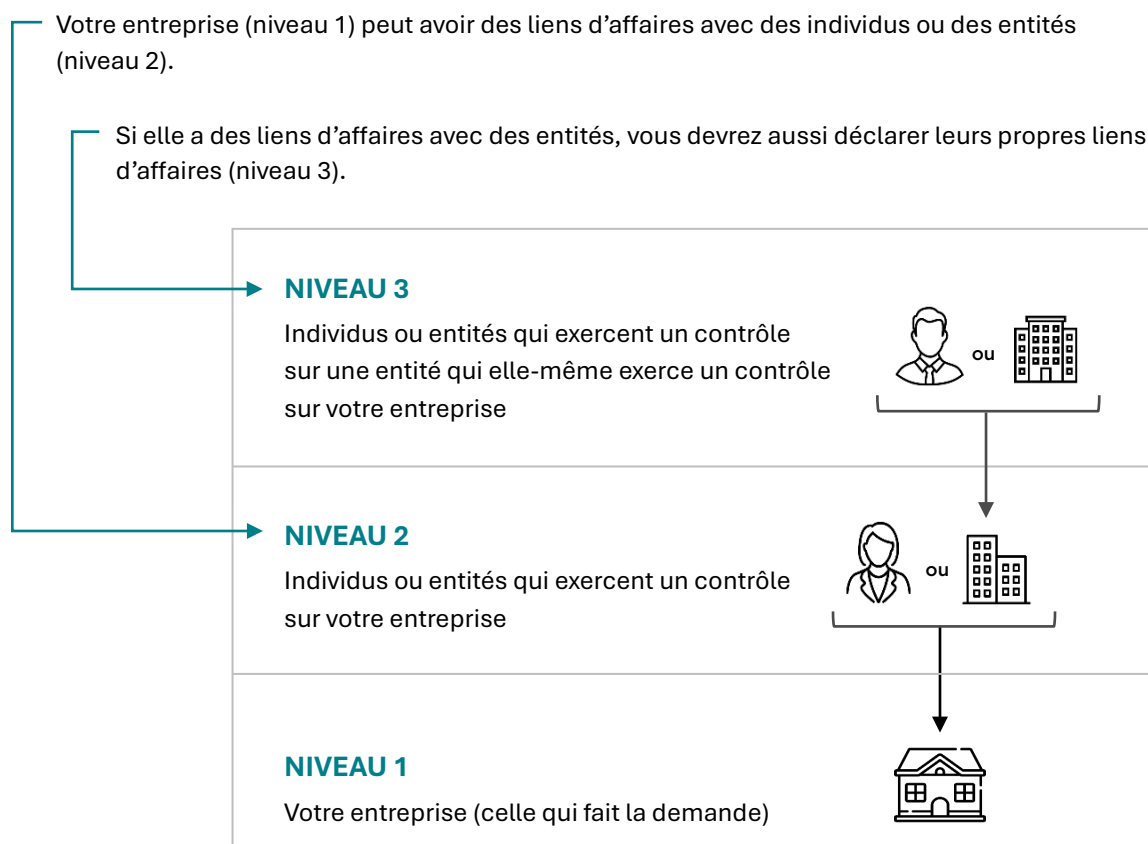 Votre entreprise (niveau 1) peut avoir des liens d’affaires avec des individus ou des entités
(niveau 2).
Si elle a des liens d’affaires avec des entités, vous devrez aussi déclarer leurs propres liens
d’affaires (niveau 3).
NIVEAU 3
Individus ou entités qui exercent un contrôle
sur une entité qui elle-même exerce un contrôle
sur votre entreprise
ou
NIVEAU 2
Individus ou entités qui exercent un contrôle
sur votre entreprise
ou
NIVEAU 1
Votre entreprise (celle qui fait la demande)